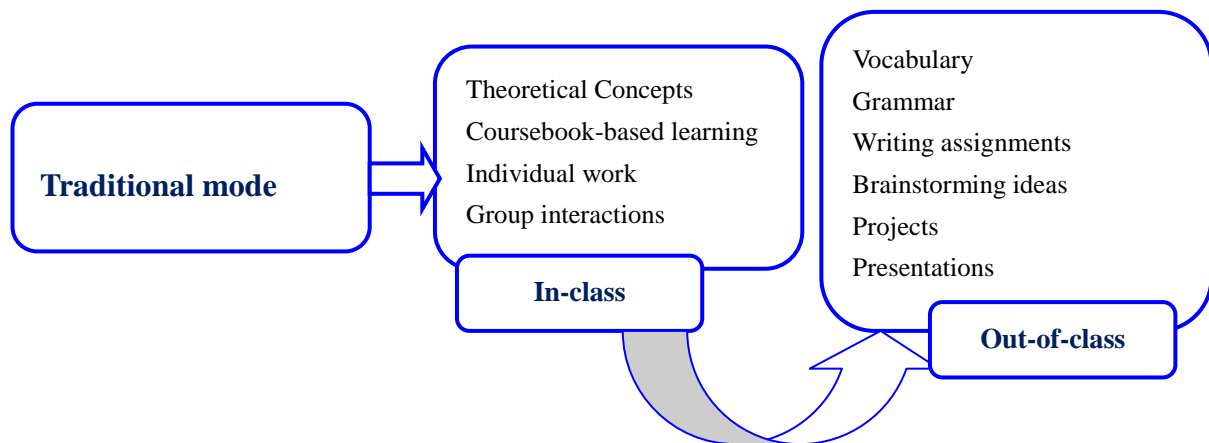 Traditional mode
Theoretical Concepts
Coursebook-based learning
Individual work
Group interactions
In-class
Vocabulary
Grammar
Writing assignments
Brainstorming ideas
Projects
Presentations
Out-of-class